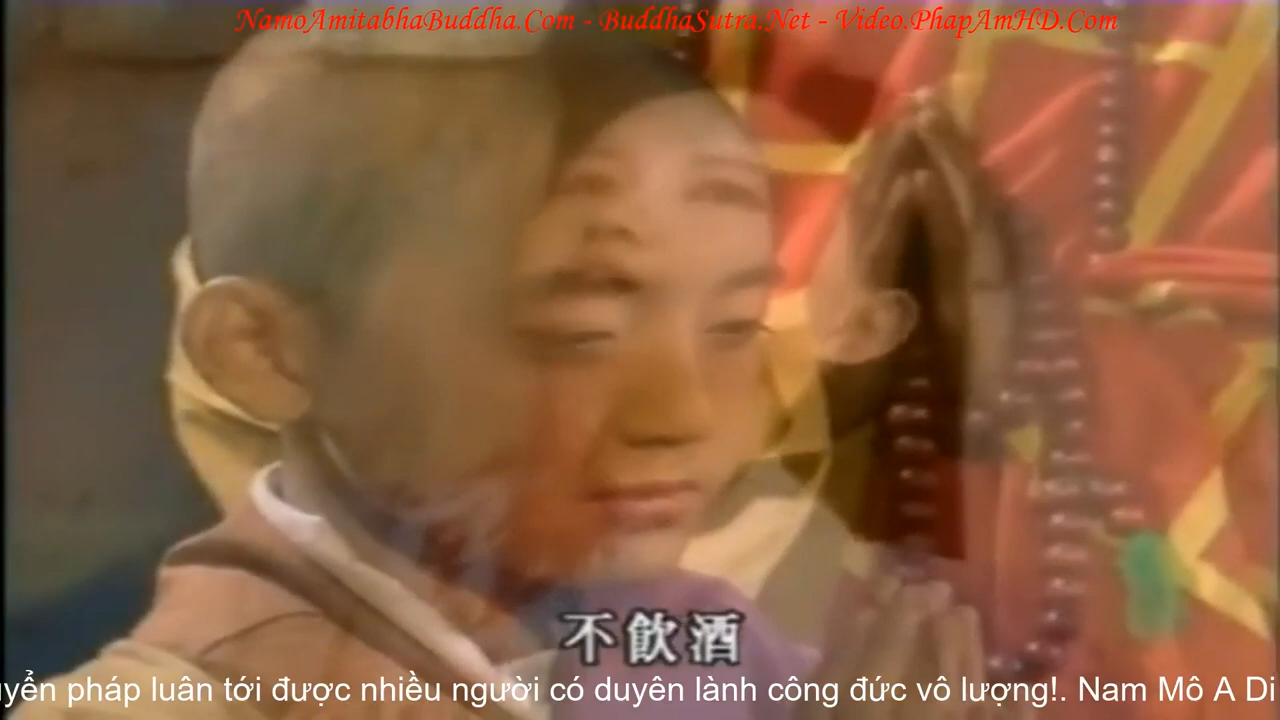 NamoAmitabhaBuddha.Com - BuddhaSutra.Net - Video.PhapAmHD.Com
不飲酒
yển pháp luân tới được nhiều người có duyên lành công đức vô lượng!. Nam Mô A Di